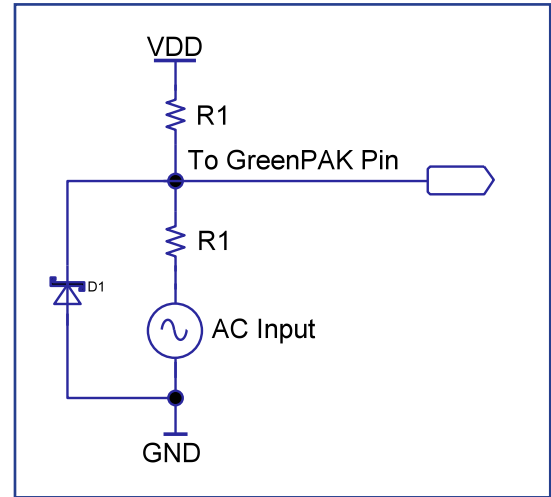 VDD
R1
To GreenPAK Pin
R1
D1
AC Input
GND